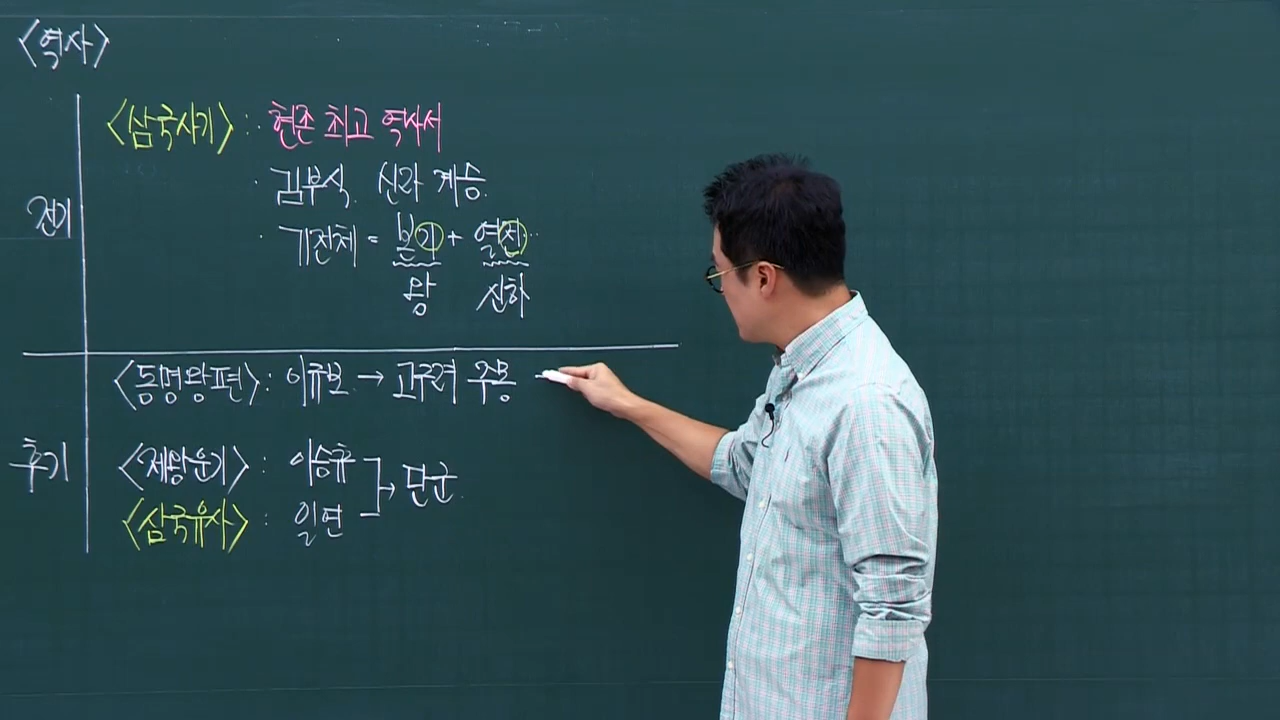 <역사>
전기
<삼국사기> : · 현존 최고 역사서
· 김부식. 신라 계승.
· 기전체 = 본기 + 열전 ..
왕 신하
후기
<동명왕편> : 이규보 → 고구려 주몽 -
<제왕운기> : 이승휴
<삼국유사> : 일연
→ 단군.